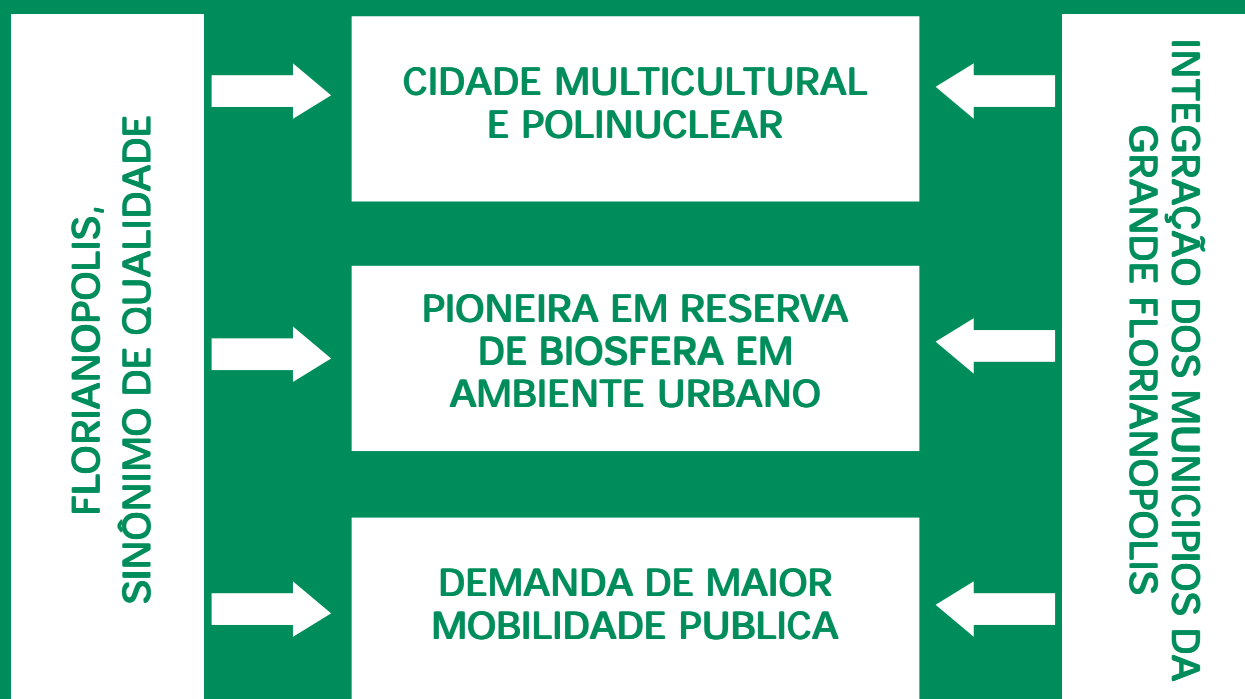 FLORIANOPOLIS,
SINÔNIMO DE QUALIDADE
CIDADE MULTICULTURAL
E POLINUCLEAR
PIONEIRA EM RESERVA
DE BIOSFERA EM
AMBIENTE URBANO
DEMANDA DE MAIOR
MOBILIDADE PUBLICA
INTEGRAÇÃO DOS MUNICIPIOS DA
GRANDE FLORIANOPOLIS